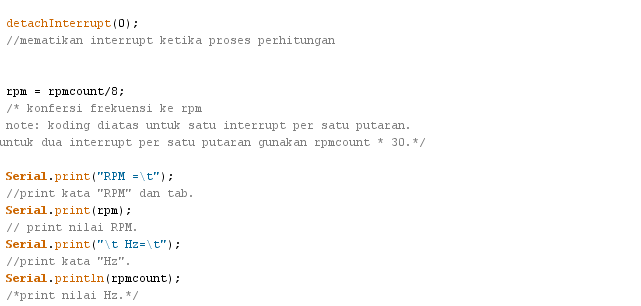 detachInterrupt(0);
//mematikan interrupt ketika proses perhitungan
rpm = rpmcount/8;
/* konfersi frekuensi ke rpm
note: koding diatas untuk satu interrupt per satu putaran.
untuk dua interrupt per satu putaran gunakan rpmcount * 30.*/
Serial.print("RPM =\t");
//print kata "RPM" dan tab.
Serial.print(rpm);
// print nilai RPM.
Serial.print("\t Hz=\t");
//print kata "Hz".
Serial.println(rpmcount);
/*print nilai Hz.*/